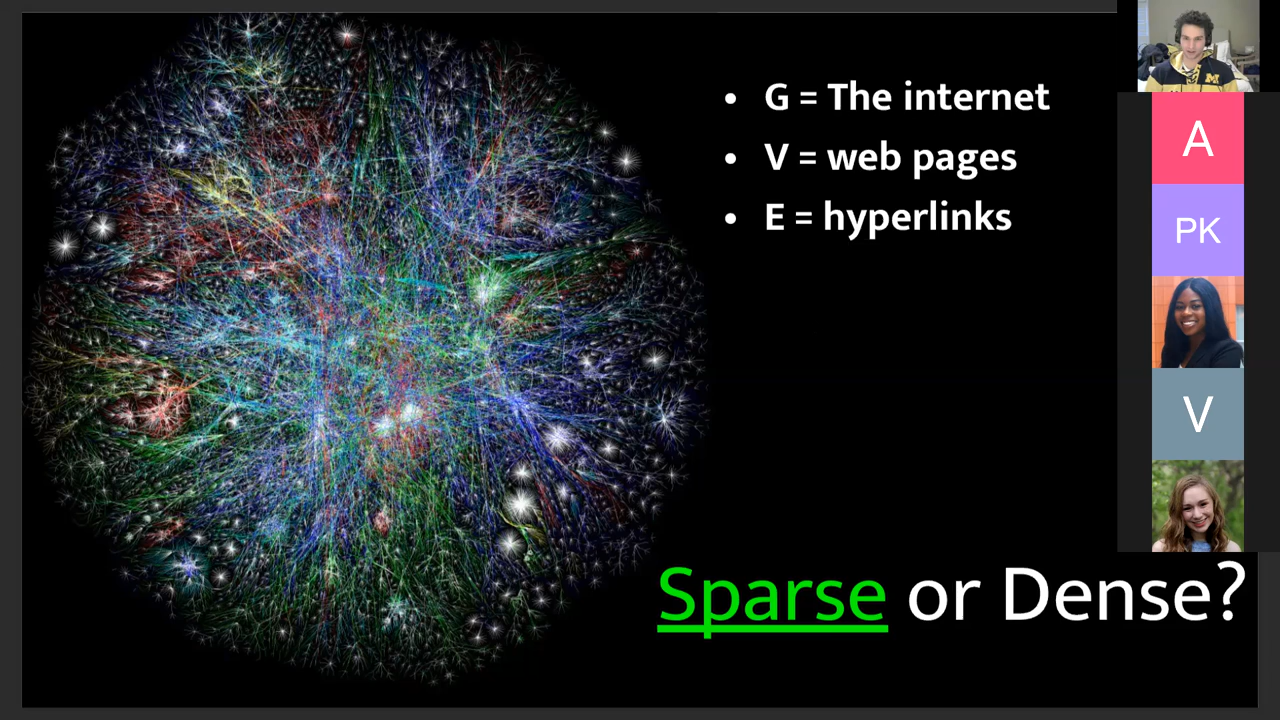 • G = The internet
• V = web pages
• E = hyperlinks
Sparse or Dense?
M
A
PK
V